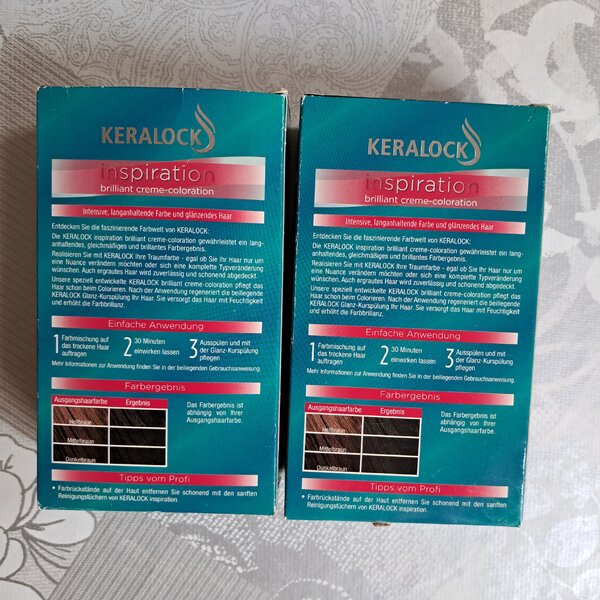 KERALOCK
inspiration
brilliant creme-coloration
Intensive, langanhaltende Farbe und glänzendes Haar
Entdecken Sie die faszinierende Farbwelt von KERALOCK:
Die KERALOCK inspiration brilliant creme-coloration gewährleistet ein lang-
anhaltendes, gleichmäßiges und brillantes Farbergebnis.
Realisieren Sie mit KERALOCK Ihre Traumfarbe - egal ob Sie Ihr Haar nur um
eine Nuance verändern möchten oder sich eine komplette Typveränderung
wünschen. Auch ergrautes Haar wird zuverlässig und schonend abgedeckt.
Unsere speziell entwickelte KERALOCK brilliant creme-coloration pflegt das
Haar schon beim Colorieren. Nach der Anwendung regeneriert die beiliegende
KERALOCK Glanz-Kurspülung Ihr Haar. Sie versorgt das Haar mit Feuchtigkeit
und erhöht die Farbbrillanz.
Einfache Anwendung
1 Farbmischung auf
das trockene Haar
auftragen
2 30 Minuten
einwirken lassen
3 Ausspülen und mit
der Glanz-Kurspülung
pflegen
Mehr Informationen zur Anwendung finden Sie in der beiliegenden Gebrauchsanweisung.
Farbergebnis
Ausgangshaarfarbe Ergebnis
Hellbraun
Mittelbraun
Dunkelbraun
Das Farbergebnis ist
abhängig von Ihrer
Ausgangshaarfarbe.
Tipps vom Profi
• Farbrückstände auf der Haut entfernen Sie schonend mit den sanften
Reinigungstüchern von KERALOCK inspiration.
KERALOCK
inspiration
brilliant creme-coloration
Intensive, langanhaltende Farbe und glänzendes Haar
Entdecken Sie die faszinierende Farbwelt von KERALOCK:
Die KERALOCK inspiration brilliant creme-coloration gewährleistet ein lang-
anhaltendes, gleichmäßiges und brillantes Farbergebnis.
Realisieren Sie mit KERALOCK Ihre Traumfarbe - egal ob Sie Ihr Haar nur um
eine Nuance verändern möchten oder sich eine komplette Typveränderung
wünschen. Auch ergrautes Haar wird zuverlässig und schonend abgedeckt.
Unsere speziell entwickelte KERALOCK brilliant creme-coloration pflegt das
Haar schon beim Colorieren. Nach der Anwendung regeneriert die beiliegende
KERALOCK Glanz-Kurspülung Ihr Haar. Sie versorgt das Haar mit Feuchtigkeit
und erhöht die Farbbrillanz.
Einfache Anwendung
1 Farbmischung auf
das trockene Haar
auftragen
2 30 Minuten
einwirken lassen
3 Ausspülen und mit
der Glanz-Kurspülung
pflegen
Mehr Informationen zur Anwendung finden Sie in der beiliegenden Gebrauchsanweisung.
Farbergebnis
Ausgangshaarfarbe Ergebnis
Hellbraun
Mittelbraun
Dunkelbraun
Das Farbergebnis ist
abhängig von Ihrer
Ausgangshaarfarbe.
Tipps vom Profi
• Farbrückstände auf der Haut entfernen Sie schonend mit den sanften
Reinigungstüchern von KERALOCK inspiration.